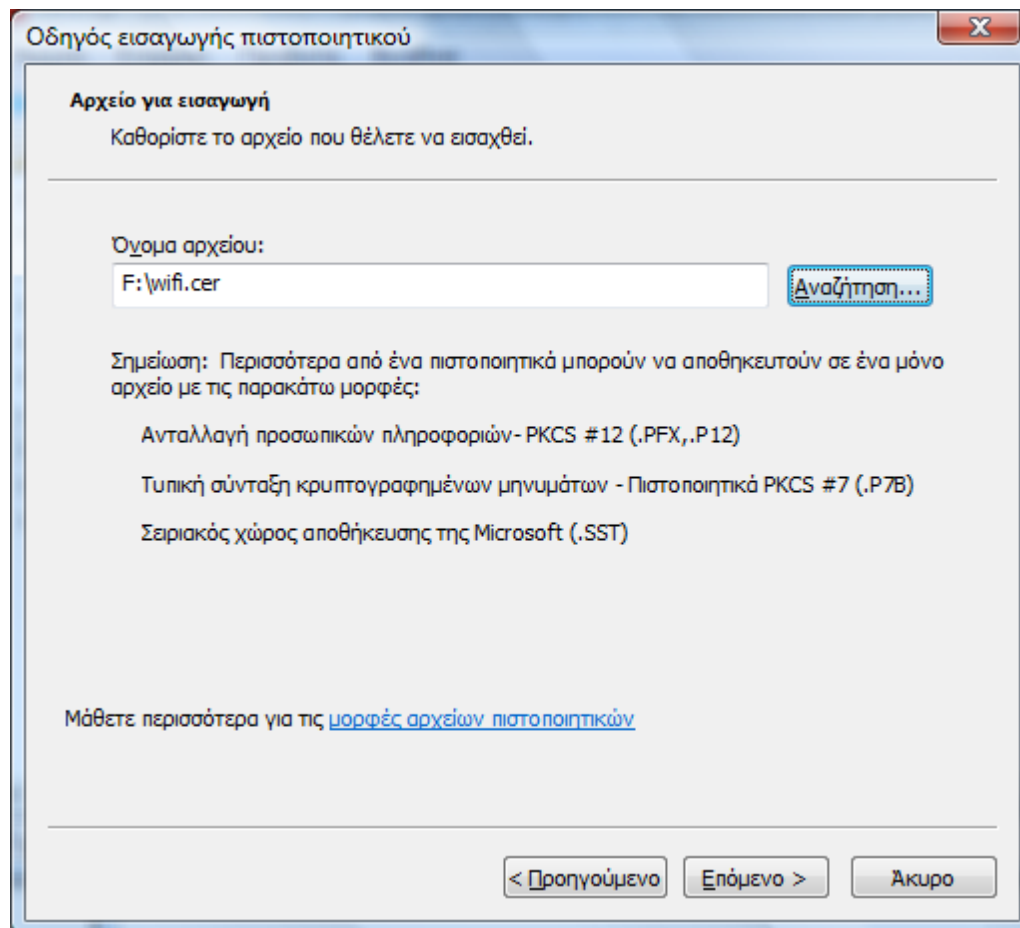 Οδηγός εισαγωγής πιστοποιητικού
Αρχείο για εισαγωγή
Καθορίστε το αρχείο που θέλετε να εισαχθεί.
Όνομα αρχείου:
F:\wifi.cer
Αναζήτηση...
Σημείωση: Περισσότερα από ένα πιστοποιητικά μπορούν να αποθηκευτούν σε ένα μόνο
αρχείο με τις παρακάτω μορφές:
Ανταλλαγή προσωπικών πληροφοριών- PKCS #12 (.PFX,.P12)
Τυπική σύνταξη κρυπτογραφημένων μηνυμάτων - Πιστοποιητικά PKCS #7 (.P7B)
Σειριακός χώρος αποθήκευσης της Microsoft (.SST)
Μάθετε περισσότερα για τις μορφές αρχείων πιστοποιητικών
< Προηγούμενο
Επόμενο >
Άκυρο